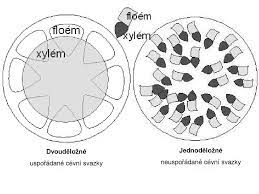 floém
xylém
floém
xylém
Dvouděložné
uspořádané cévní svazky
Jednoděložné
neuspořádané cévní svazky